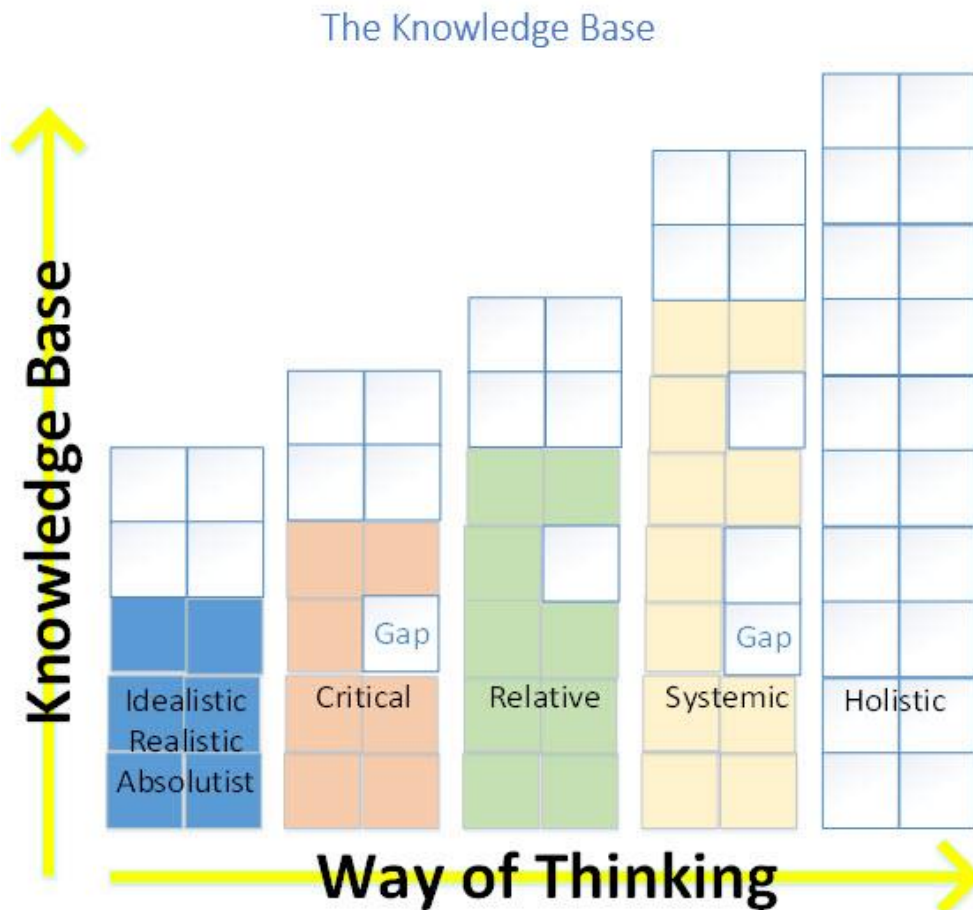 The Knowledge Base
Knowledge Base
Gap
Gap
Idealistic
Realistic
Absolutist
Critical
Relative
Systemic
Holistic
Way of Thinking